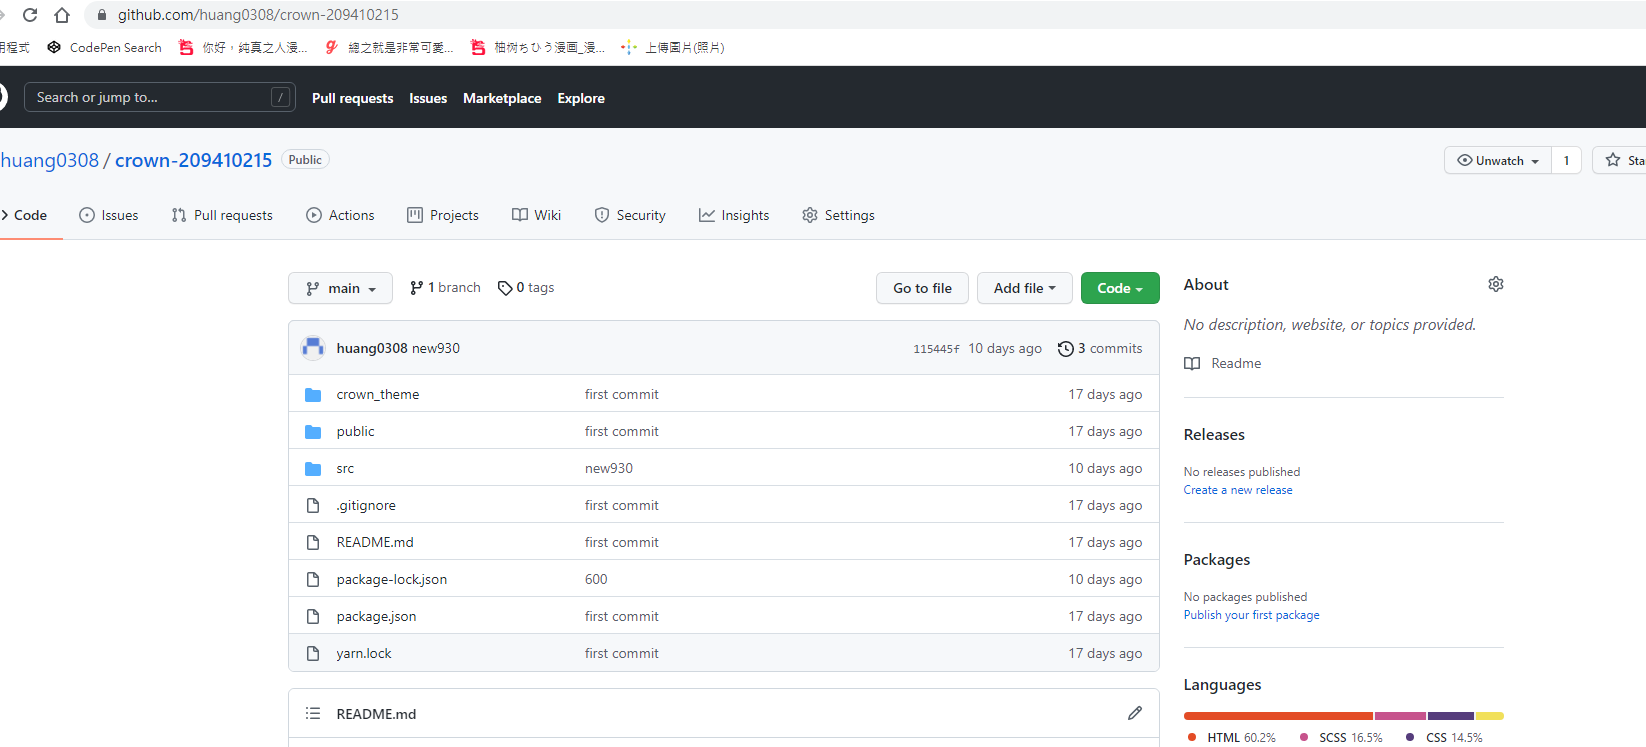 github.com/huang0308/crown-209410215
用程式 CodePen Search 你好，純真之人漫... 總之就是非常可愛... 柚树ちひう漫画_漫... 上傳圖片(照片)
Search or jump to... / Pull requests Issues Marketplace Explore
huang0308 / crown-209410215 Public Unwatch 1 Sta
Code Issues Pull requests Actions Projects Wiki Security Insights Settings
main 1 branch 0 tags Go to file Add file Code
huang0308 new930 115445f 10 days ago 3 commits
crown_theme first commit 17 days ago
public first commit 17 days ago
src new930 10 days ago
.gitignore first commit 17 days ago
README.md first commit 17 days ago
package-lock.json 600 10 days ago
package.json first commit 17 days ago
yarn.lock first commit 17 days ago
README.md
About
No description, website, or topics provided.
Readme
Releases
No releases published
Create a new release
Packages
No packages published
Publish your first package
Languages
HTML 60.2% SCSS 16.5% CSS 14.5%